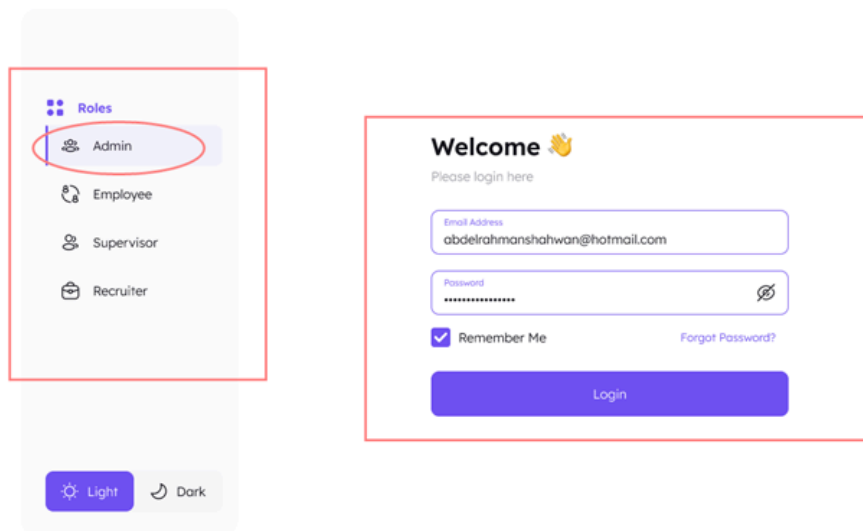 Roles
Admin
Employee
Supervisor
Recruiter
Light Dark
Welcome 👋
Please login here
Email Address
abdelrahmanshahwan@hotmail.com
Password
••••••••••••••••
Remember Me Forgot Password?
Login